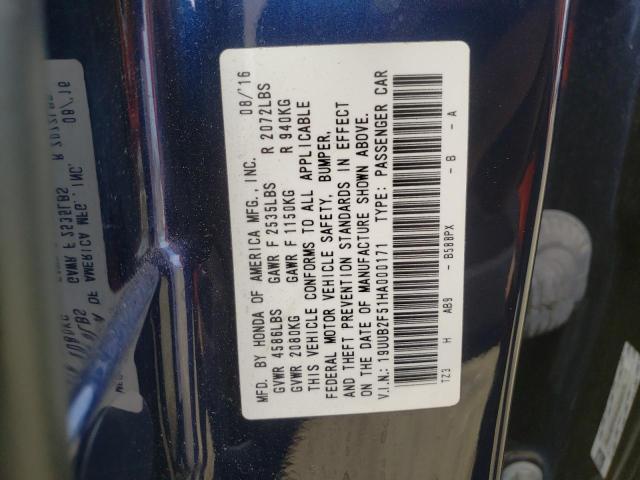 MFD. BY HONDA OF AMERICA MFG., INC. 08/'16
GVWR 4586LBS GAWR F 2535LBS R 2072LBS
GVWR 2080KG GAWR F 1150KG R 940KG
THIS VEHICLE CONFORMS TO ALL APPLICABLE
FEDERAL MOTOR VEHICLE SAFETY, BUMPER,
AND THEFT PREVENTION STANDARDS IN EFFECT
ON THE DATE OF MANUFACTURE SHOWN ABOVE.
V.I.N.: 19UUB2F51HA000171 TYPE: PASSENGER CAR
TZ3 H AB9 - B588PX - B - A